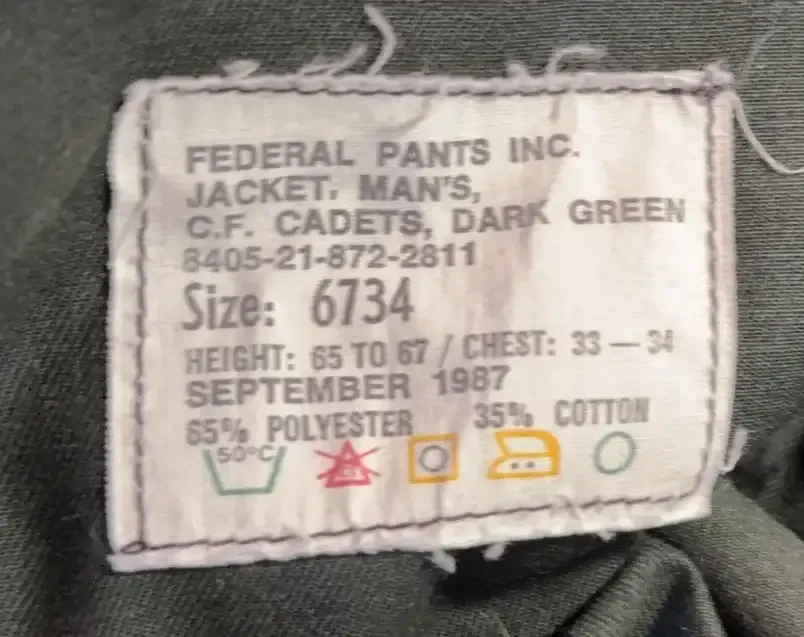 FEDERAL PANTS INC.
JACKET, MAN'S,
C.F. CADETS, DARK GREEN
8405-21-872-2811
Size: 6734
HEIGHT: 65 TO 67 / CHEST: 33 — 34
SEPTEMBER 1987
65% POLYESTER 35% COTTON
50°C